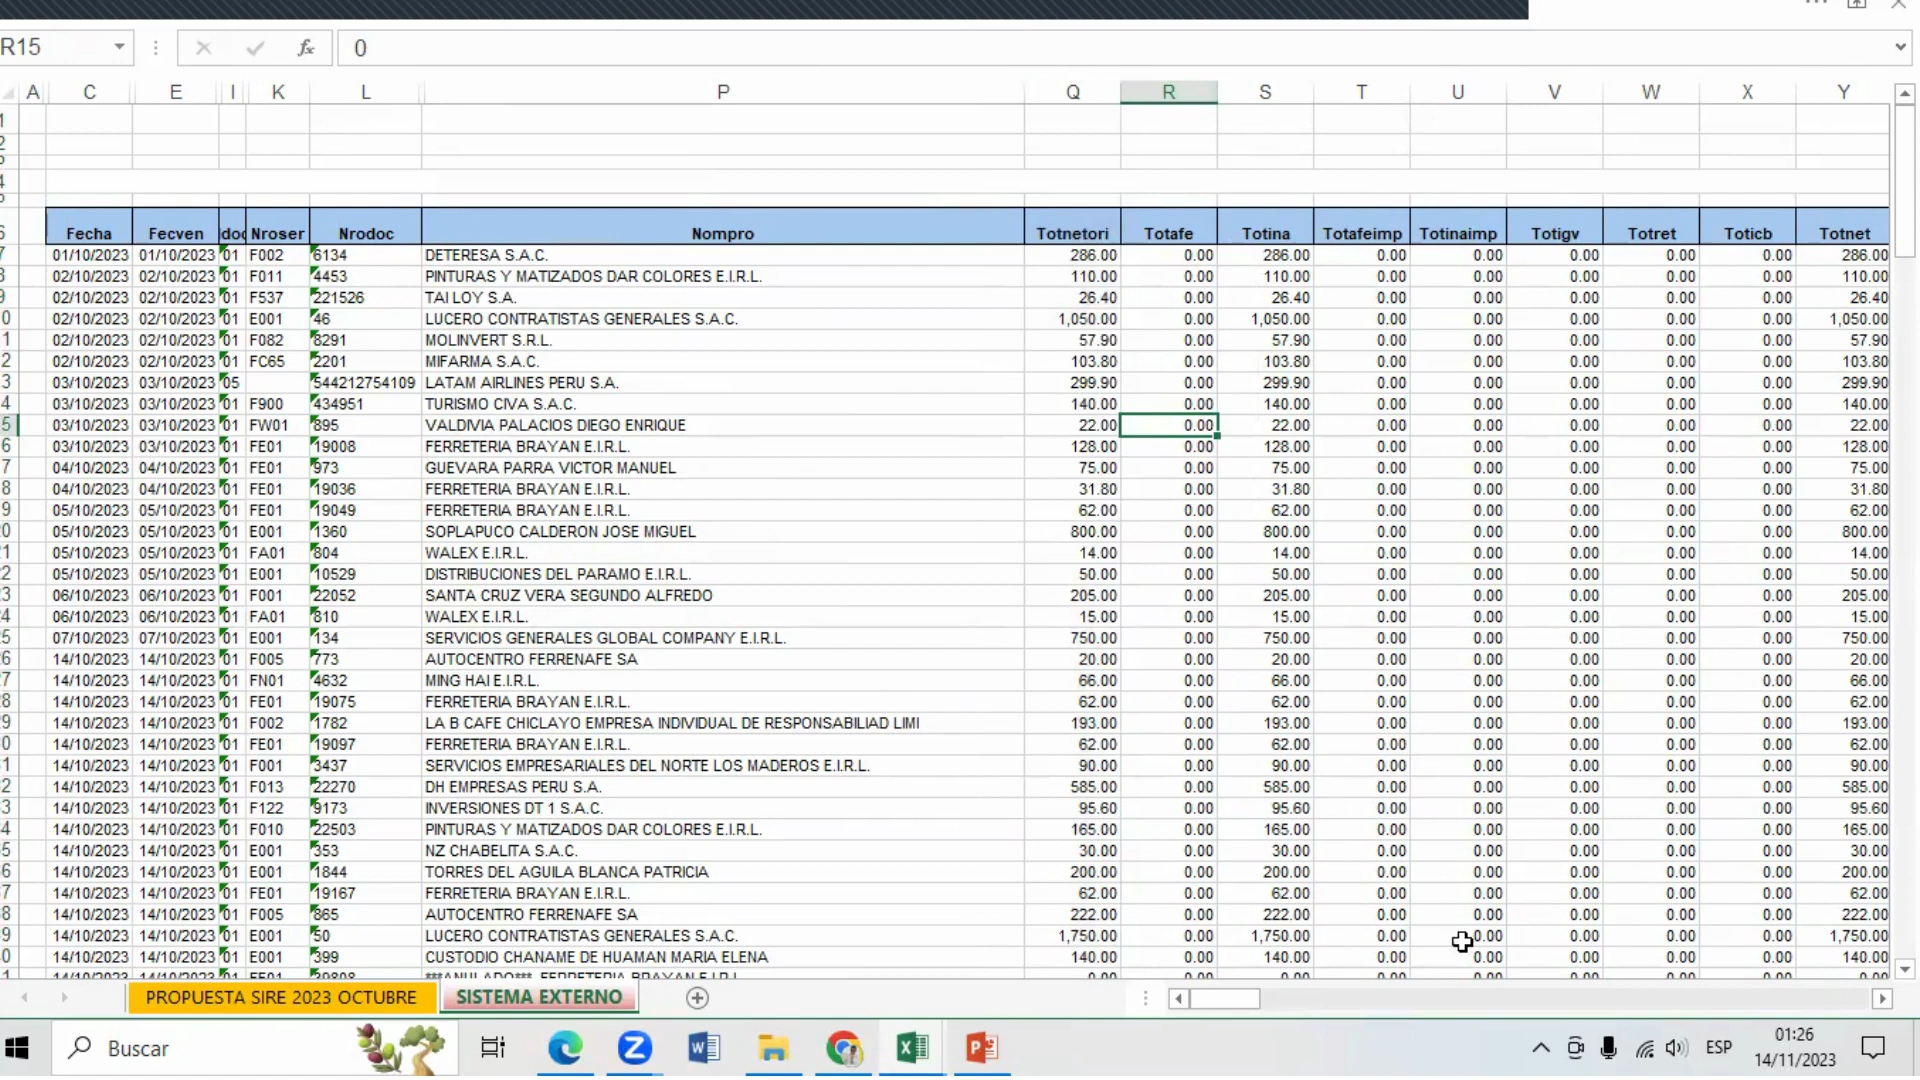 R15 fx 0
A C E I K L P Q R S T U V W X Y
1
2
4
6 Fecha Fecven Nroser Nrodoc Nompro Totnetori Totafe Totina Totafeimp Totinaimp Totigv Totret Toticb Totnet
7 01/10/2023 01/10/2023 01 F002 6134 DETERESA S.A.C. 286.00 0.00 286.00 0.00 0.00 0.00 0.00 0.00 286.00
8 02/10/2023 02/10/2023 01 F011 4453 PINTURAS Y MATIZADOS DAR COLORES E.I.R.L. 110.00 0.00 110.00 0.00 0.00 0.00 0.00 0.00 110.00
9 02/10/2023 02/10/2023 01 F537 221526 TAI LOY S.A. 26.40 0.00 26.40 0.00 0.00 0.00 0.00 0.00 26.40
0 02/10/2023 02/10/2023 01 E001 46 LUCERO CONTRATISTAS GENERALES S.A.C. 1,050.00 0.00 1,050.00 0.00 0.00 0.00 0.00 0.00 1,050.00
1 02/10/2023 02/10/2023 01 F082 8291 MOLINVERT S.R.L. 57.90 0.00 57.90 0.00 0.00 0.00 0.00 0.00 57.90
2 02/10/2023 02/10/2023 01 FC65 2201 MIFARMA S.A.C. 103.80 0.00 103.80 0.00 0.00 0.00 0.00 0.00 103.80
3 03/10/2023 03/10/2023 05 544212754109 LATAM AIRLINES PERU S.A. 299.90 0.00 299.90 0.00 0.00 0.00 0.00 0.00 299.90
4 03/10/2023 03/10/2023 01 F900 434951 TURISMO CIVA S.A.C. 140.00 0.00 140.00 0.00 0.00 0.00 0.00 0.00 140.00
5 03/10/2023 03/10/2023 01 FW01 895 VALDIVIA PALACIOS DIEGO ENRIQUE 22.00 0.00 22.00 0.00 0.00 0.00 0.00 0.00 22.00
6 03/10/2023 03/10/2023 01 FE01 19008 FERRETERIA BRAYAN E.I.R.L. 128.00 0.00 128.00 0.00 0.00 0.00 0.00 0.00 128.00
7 04/10/2023 04/10/2023 01 FE01 973 GUEVARA PARRA VICTOR MANUEL 75.00 0.00 75.00 0.00 0.00 0.00 0.00 0.00 75.00
8 04/10/2023 04/10/2023 01 FE01 19036 FERRETERIA BRAYAN E.I.R.L. 31.80 0.00 31.80 0.00 0.00 0.00 0.00 0.00 31.80
9 05/10/2023 05/10/2023 01 FE01 19049 FERRETERIA BRAYAN E.I.R.L. 62.00 0.00 62.00 0.00 0.00 0.00 0.00 0.00 62.00
20 05/10/2023 05/10/2023 01 E001 1360 SOPLAPUCO CALDERON JOSE MIGUEL 800.00 0.00 800.00 0.00 0.00 0.00 0.00 0.00 800.00
21 05/10/2023 05/10/2023 01 FA01 804 WALEX E.I.R.L. 14.00 0.00 14.00 0.00 0.00 0.00 0.00 0.00 14.00
22 05/10/2023 05/10/2023 01 E001 10529 DISTRIBUCIONES DEL PARAMO E.I.R.L. 50.00 0.00 50.00 0.00 0.00 0.00 0.00 0.00 50.00
23 06/10/2023 06/10/2023 01 F001 22052 SANTA CRUZ VERA SEGUNDO ALFREDO 205.00 0.00 205.00 0.00 0.00 0.00 0.00 0.00 205.00
24 06/10/2023 06/10/2023 01 FA01 810 WALEX E.I.R.L. 15.00 0.00 15.00 0.00 0.00 0.00 0.00 0.00 15.00
25 07/10/2023 07/10/2023 01 E001 134 SERVICIOS GENERALES GLOBAL COMPANY E.I.R.L. 750.00 0.00 750.00 0.00 0.00 0.00 0.00 0.00 750.00
26 14/10/2023 14/10/2023 01 F005 773 AUTOCENTRO FERRENAFE SA 20.00 0.00 20.00 0.00 0.00 0.00 0.00 0.00 20.00
27 14/10/2023 14/10/2023 01 FN01 4632 MING HAI E.I.R.L. 66.00 0.00 66.00 0.00 0.00 0.00 0.00 0.00 66.00
28 14/10/2023 14/10/2023 01 FE01 19075 FERRETERIA BRAYAN E.I.R.L. 62.00 0.00 62.00 0.00 0.00 0.00 0.00 0.00 62.00
29 14/10/2023 14/10/2023 01 F002 1782 LA B CAFE CHICLAYO EMPRESA INDIVIDUAL DE RESPONSABILIAD LIMI 193.00 0.00 193.00 0.00 0.00 0.00 0.00 0.00 193.00
30 14/10/2023 14/10/2023 01 FE01 19097 FERRETERIA BRAYAN E.I.R.L. 62.00 0.00 62.00 0.00 0.00 0.00 0.00 0.00 62.00
31 14/10/2023 14/10/2023 01 F001 3437 SERVICIOS EMPRESARIALES DEL NORTE LOS MADEROS E.I.R.L. 90.00 0.00 90.00 0.00 0.00 0.00 0.00 0.00 90.00
32 14/10/2023 14/10/2023 01 F013 22270 DH EMPRESAS PERU S.A. 585.00 0.00 585.00 0.00 0.00 0.00 0.00 0.00 585.00
33 14/10/2023 14/10/2023 01 F122 9173 INVERSIONES DT 1 S.A.C. 95.60 0.00 95.60 0.00 0.00 0.00 0.00 0.00 95.60
34 14/10/2023 14/10/2023 01 F010 22503 PINTURAS Y MATIZADOS DAR COLORES E.I.R.L. 165.00 0.00 165.00 0.00 0.00 0.00 0.00 0.00 165.00
35 14/10/2023 14/10/2023 01 E001 353 NZ CHABELITA S.A.C. 30.00 0.00 30.00 0.00 0.00 0.00 0.00 0.00 30.00
36 14/10/2023 14/10/2023 01 E001 1844 TORRES DEL AGUILA BLANCA PATRICIA 200.00 0.00 200.00 0.00 0.00 0.00 0.00 0.00 200.00
37 14/10/2023 14/10/2023 01 FE01 19167 FERRETERIA BRAYAN E.I.R.L. 62.00 0.00 62.00 0.00 0.00 0.00 0.00 0.00 62.00
38 14/10/2023 14/10/2023 01 F005 865 AUTOCENTRO FERRENAFE SA 222.00 0.00 222.00 0.00 0.00 0.00 0.00 0.00 222.00
39 14/10/2023 14/10/2023 01 E001 50 LUCERO CONTRATISTAS GENERALES S.A.C. 1,750.00 0.00 1,750.00 0.00 0.00 0.00 0.00 0.00 1,750.00
40 14/10/2023 14/10/2023 01 E001 399 CUSTODIO CHANAME DE HUAMAN MARIA ELENA 140.00 0.00 140.00 0.00 0.00 0.00 0.00 0.00 140.00
PROPUESTA SIRE 2023 OCTUBRE SISTEMA EXTERNO
Buscar ESP 01:26
14/11/2023